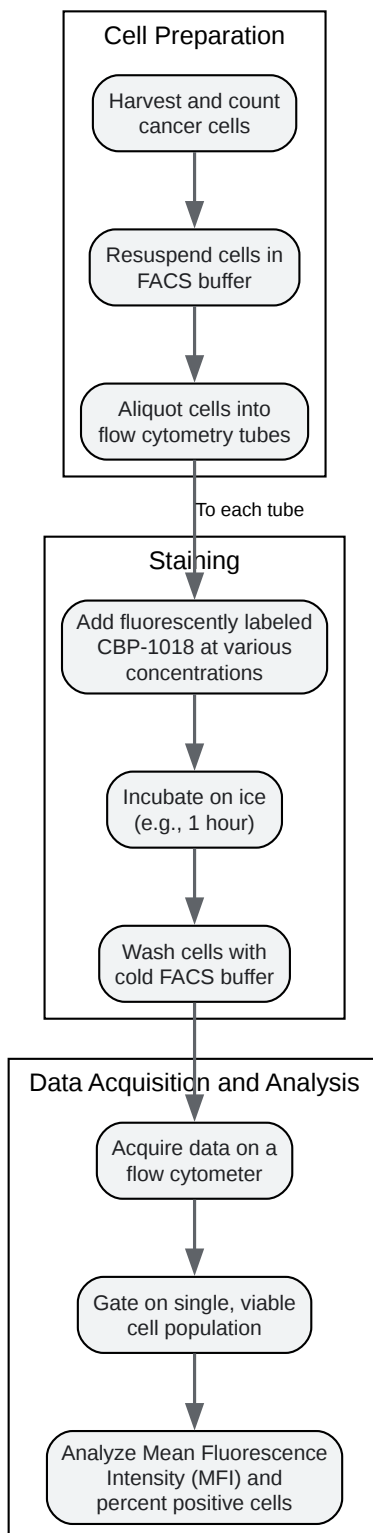 Cell Preparation
Harvest and count
cancer cells
Resuspend cells in
FACS buffer
Aliquot cells into
flow cytometry tubes
To each tube
Staining
Add fluorescently labeled
CBP-1018 at various
concentrations
Incubate on ice
(e.g., 1 hour)
Wash cells with
cold FACS buffer
Data Acquisition and Analysis
Acquire data on a
flow cytometer
Gate on single, viable
cell population
Analyze Mean Fluorescence
Intensity (MFI) and
percent positive cells